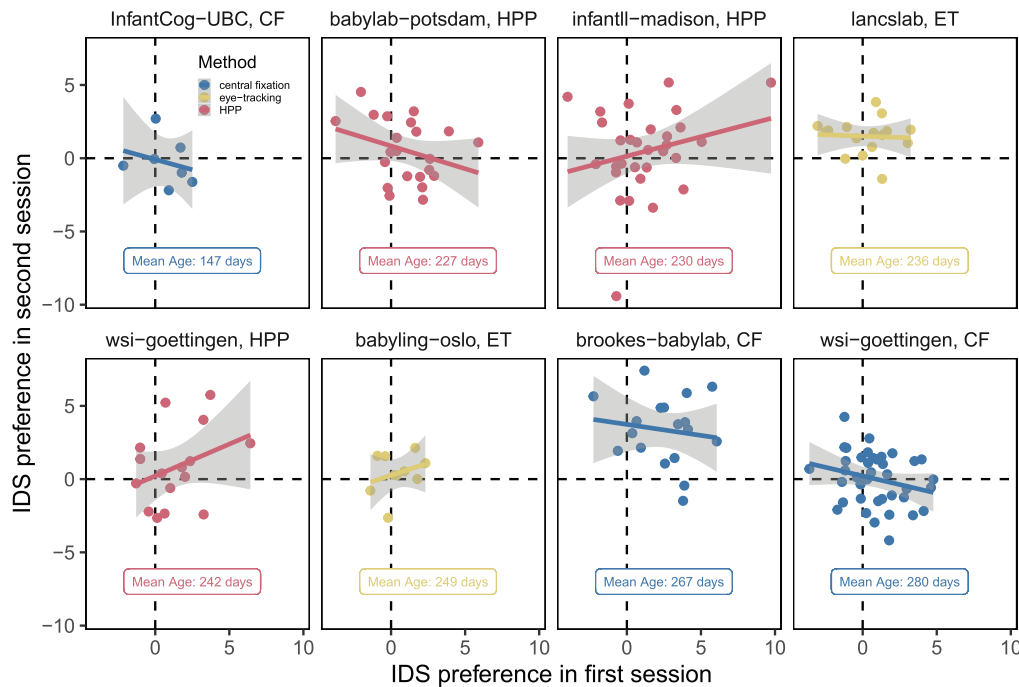 InfantCog−UBC, CF
babylab−potsdam, HPP
infantll−madison, HPP
lancslab, ET
Method
central fixation
eye−tracking
HPP
5
0
−5
−10
Mean Age: 147 days
Mean Age: 227 days
Mean Age: 230 days
Mean Age: 236 days
wsi−goettingen, HPP
babyling−oslo, ET
brookes−babylab, CF
wsi−goettingen, CF
5
0
−5
−10
Mean Age: 242 days
Mean Age: 249 days
Mean Age: 267 days
Mean Age: 280 days
0 5 10
0 5 10
0 5 10
0 5 10
IDS preference in first session
IDS preference in second session